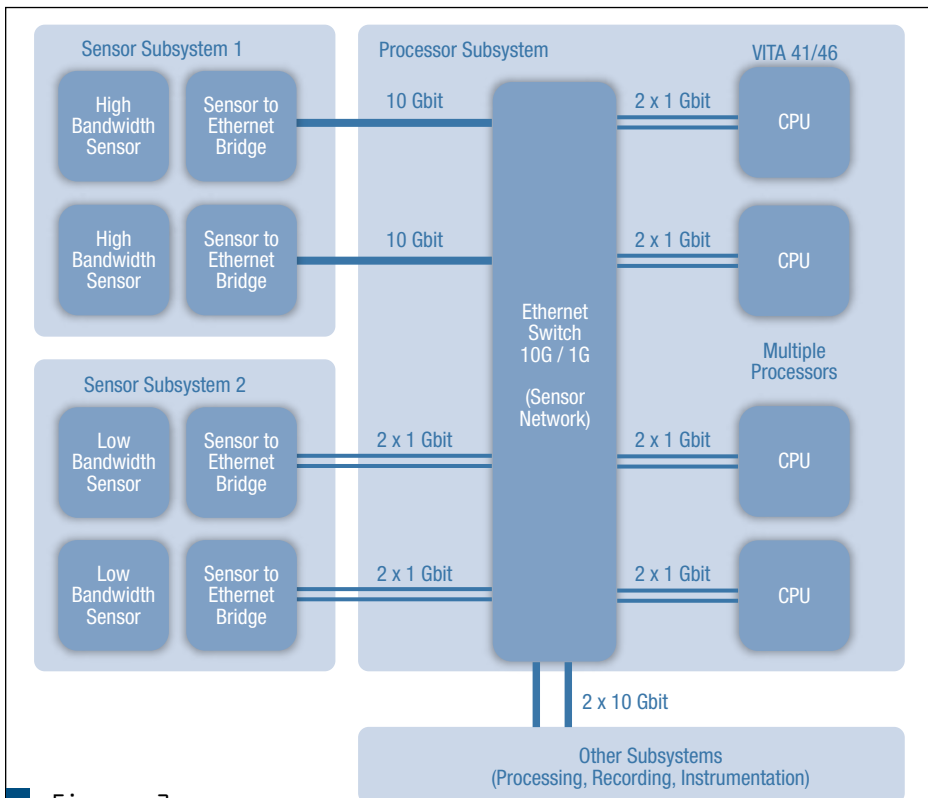 Sensor Subsystem 1
High
Bandwidth
Sensor
Sensor to
Ethernet
Bridge
High
Bandwidth
Sensor
Sensor to
Ethernet
Bridge
Sensor Subsystem 2
Low
Bandwidth
Sensor
Sensor to
Ethernet
Bridge
Low
Bandwidth
Sensor
Sensor to
Ethernet
Bridge
Processor Subsystem
10 Gbit
10 Gbit
2 x 1 Gbit
2 x 1 Gbit
Ethernet
Switch
10G / 1G
(Sensor
Network)
VITA 41/46
2 x 1 Gbit
CPU
2 x 1 Gbit
CPU
Multiple
Processors
2 x 1 Gbit
CPU
2 x 1 Gbit
CPU
2 x 10 Gbit
Other Subsystems
(Processing, Recording, Instrumentation)